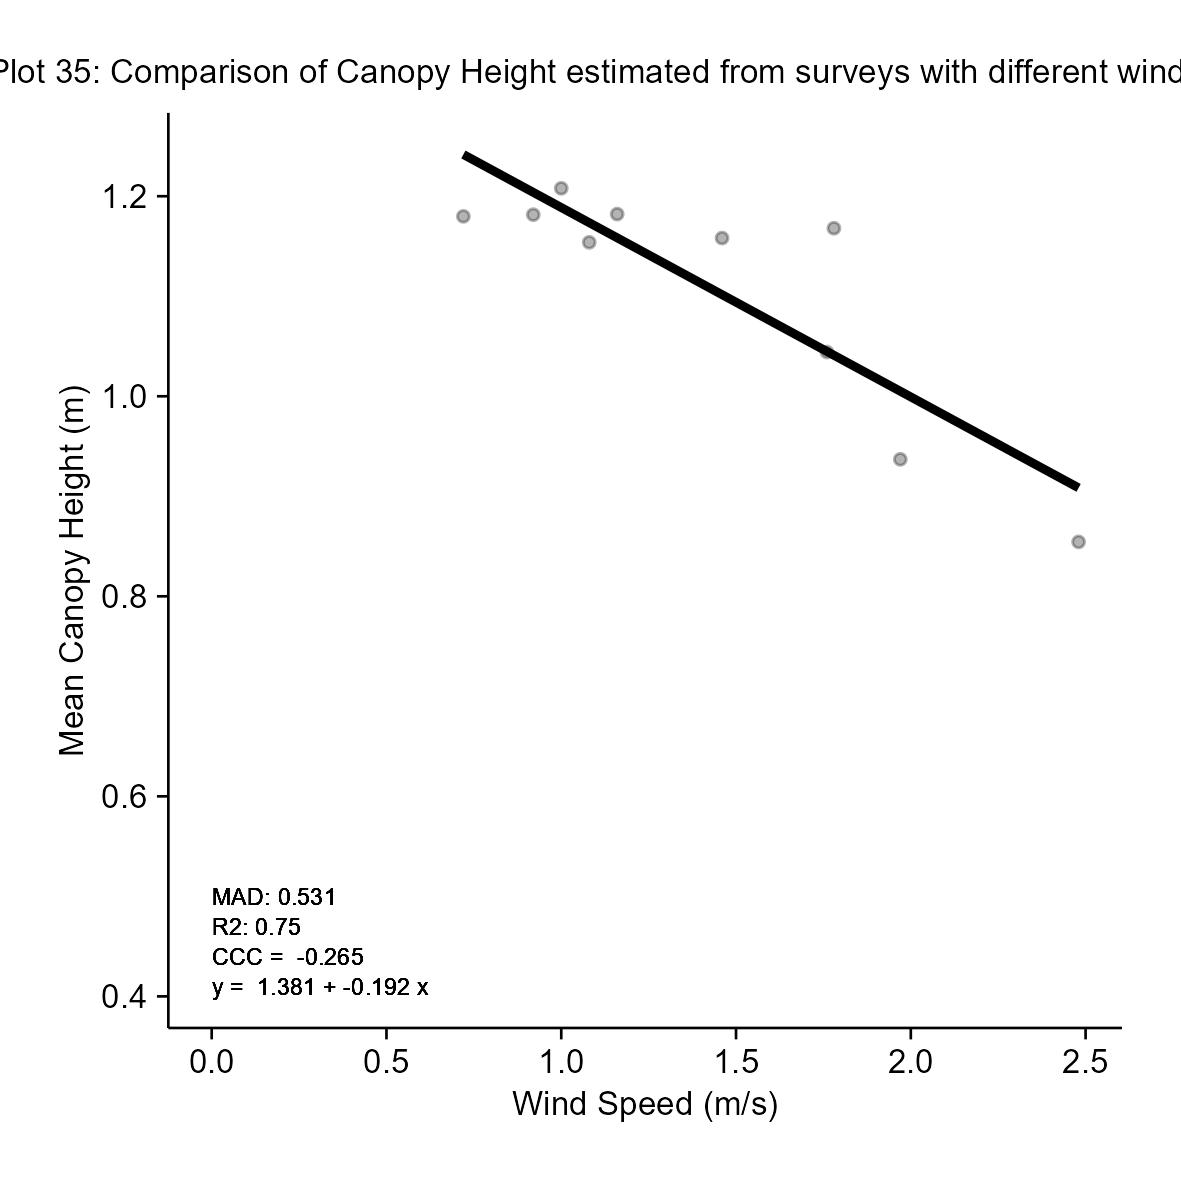 Plot 35: Comparison of Canopy Height estimated from surveys with different wind
1.2
1.0
0.8
0.6
0.4
Mean Canopy Height (m)
MAD: 0.531
R2: 0.75
CCC = -0.265
y = 1.381 + -0.192 x
0.0 0.5 1.0 1.5 2.0 2.5
Wind Speed (m/s)